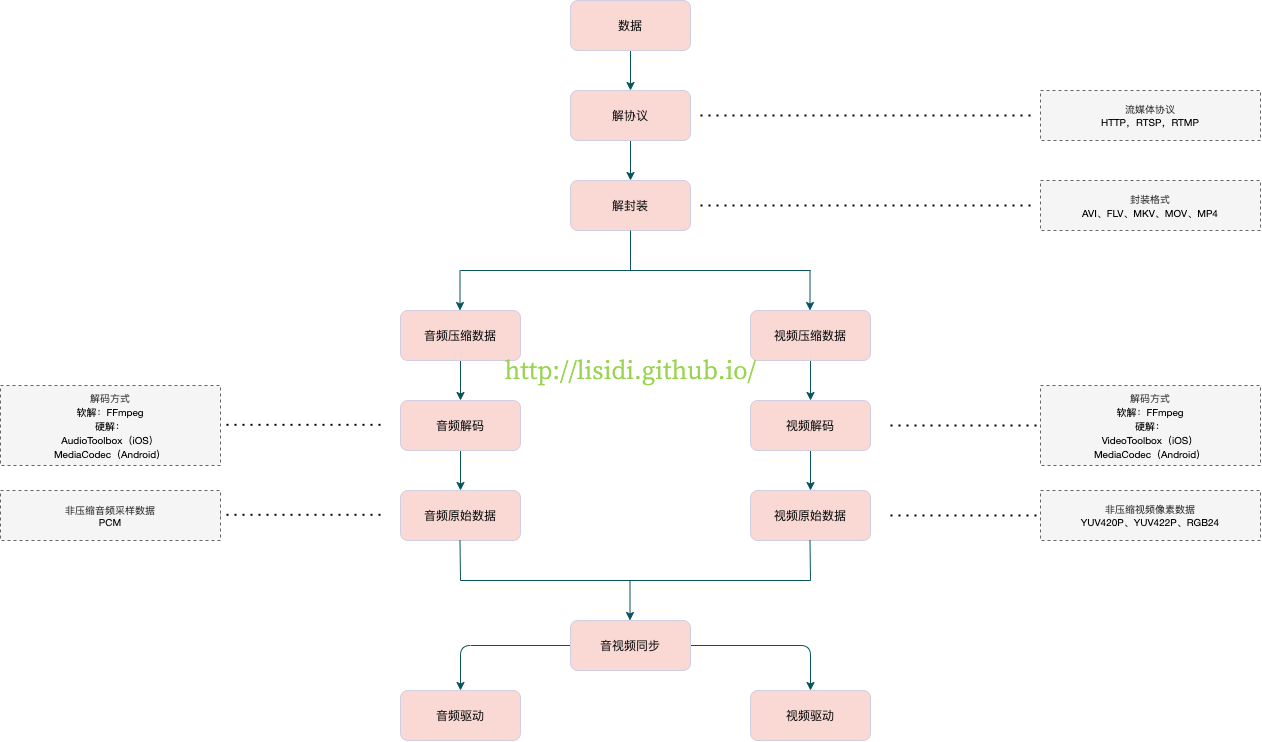 数据
解协议
流媒体协议
HTTP，RTSP，RTMP
解封装
封装格式
AVI、FLV、MKV、MOV、MP4
音频压缩数据
视频压缩数据
http://lisidi.github.io/
解码方式
软解：FFmpeg
硬解：
AudioToolbox（iOS）
MediaCodec（Android）
音频解码
视频解码
解码方式
软解：FFmpeg
硬解：
VideoToolbox（iOS）
MediaCodec（Android）
非压缩音频采样数据
PCM
音频原始数据
视频原始数据
非压缩视频像素数据
YUV420P、YUV422P、RGB24
音视频同步
音频驱动
视频驱动